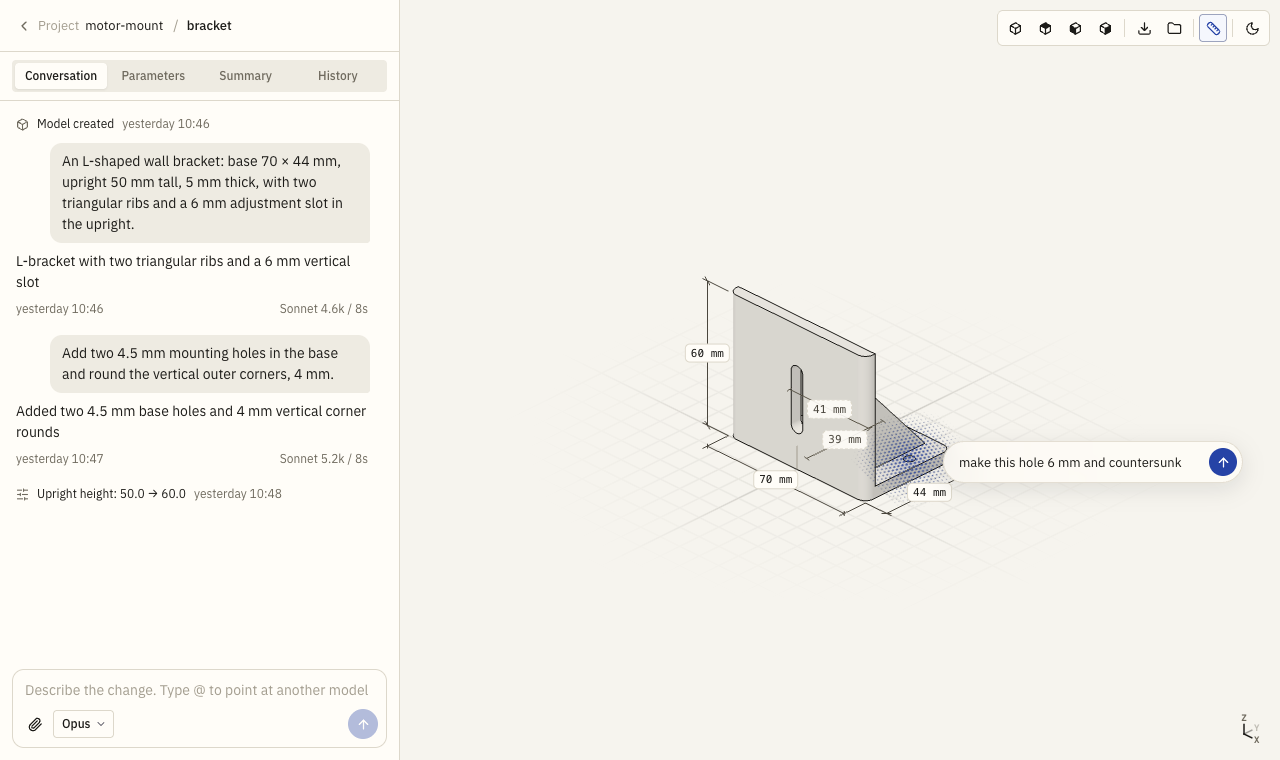 Project motor-mount / bracket
Conversation Parameters Summary History
Model created yesterday 10:46
An L-shaped wall bracket: base 70 × 44 mm,
upright 50 mm tall, 5 mm thick, with two
triangular ribs and a 6 mm adjustment slot in
the upright.
L-bracket with two triangular ribs and a 6 mm vertical
slot
yesterday 10:46 Sonnet 4.6k / 8s
Add two 4.5 mm mounting holes in the base
and round the vertical outer corners, 4 mm.
Added two 4.5 mm base holes and 4 mm vertical corner
rounds
yesterday 10:47 Sonnet 5.2k / 8s
Upright height: 50.0 → 60.0 yesterday 10:48
Describe the change. Type @ to point at another model
Opus
60 mm
41 mm
39 mm
70 mm
44 mm
make this hole 6 mm and countersunk
Z
Y
X